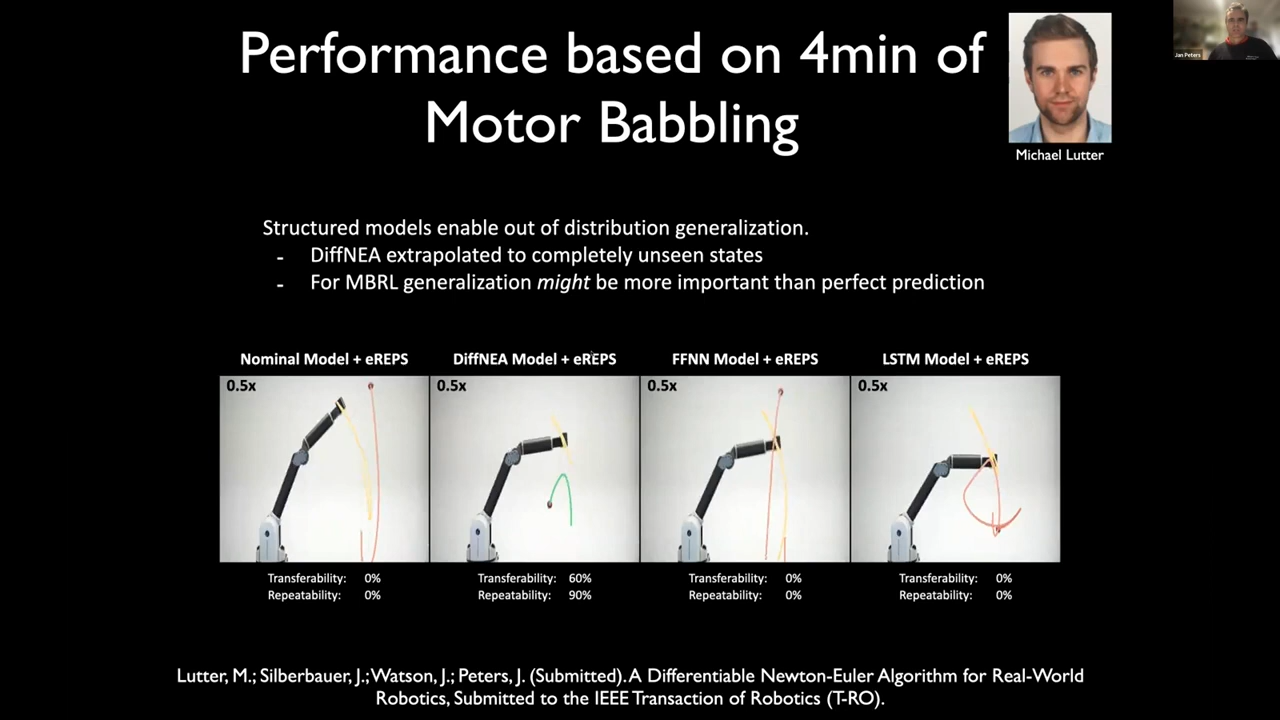 Performance based on 4min of
Motor Babbling
Jan Peters
Michael Lutter
Structured models enable out of distribution generalization.
- DiffNEA extrapolated to completely unseen states
- For MBRL generalization might be more important than perfect prediction
Nominal Model + eREPS
DiffNEA Model + eREPS
FFNN Model + eREPS
LSTM Model + eREPS
0.5x
0.5x
0.5x
0.5x
Transferability: 0%
Repeatability: 0%
Transferability: 60%
Repeatability: 90%
Transferability: 0%
Repeatability: 0%
Transferability: 0%
Repeatability: 0%
Lutter, M.; Silberbauer, J.; Watson, J.; Peters, J. (Submitted). A Differentiable Newton-Euler Algorithm for Real-World
Robotics, Submitted to the IEEE Transaction of Robotics (T-RO).